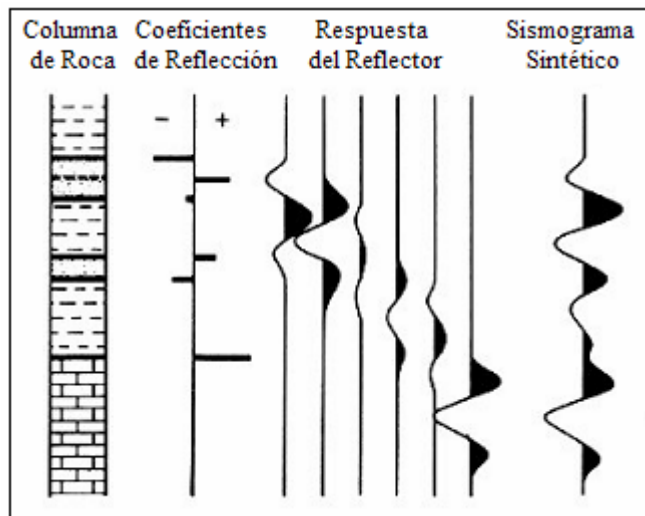 Columna
de Roca
Coeficientes
de Reflección
Respuesta
del Reflector
Sismograma
Sintético
− +